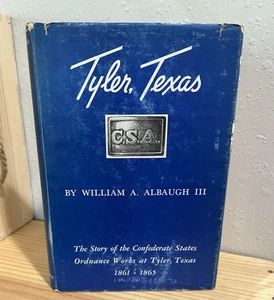 Tyler, Texas
C.S.A.
BY WILLIAM A. ALBAUGH III
The Story of the Confederate States
Ordnance Works at Tyler, Texas
1861 - 1865